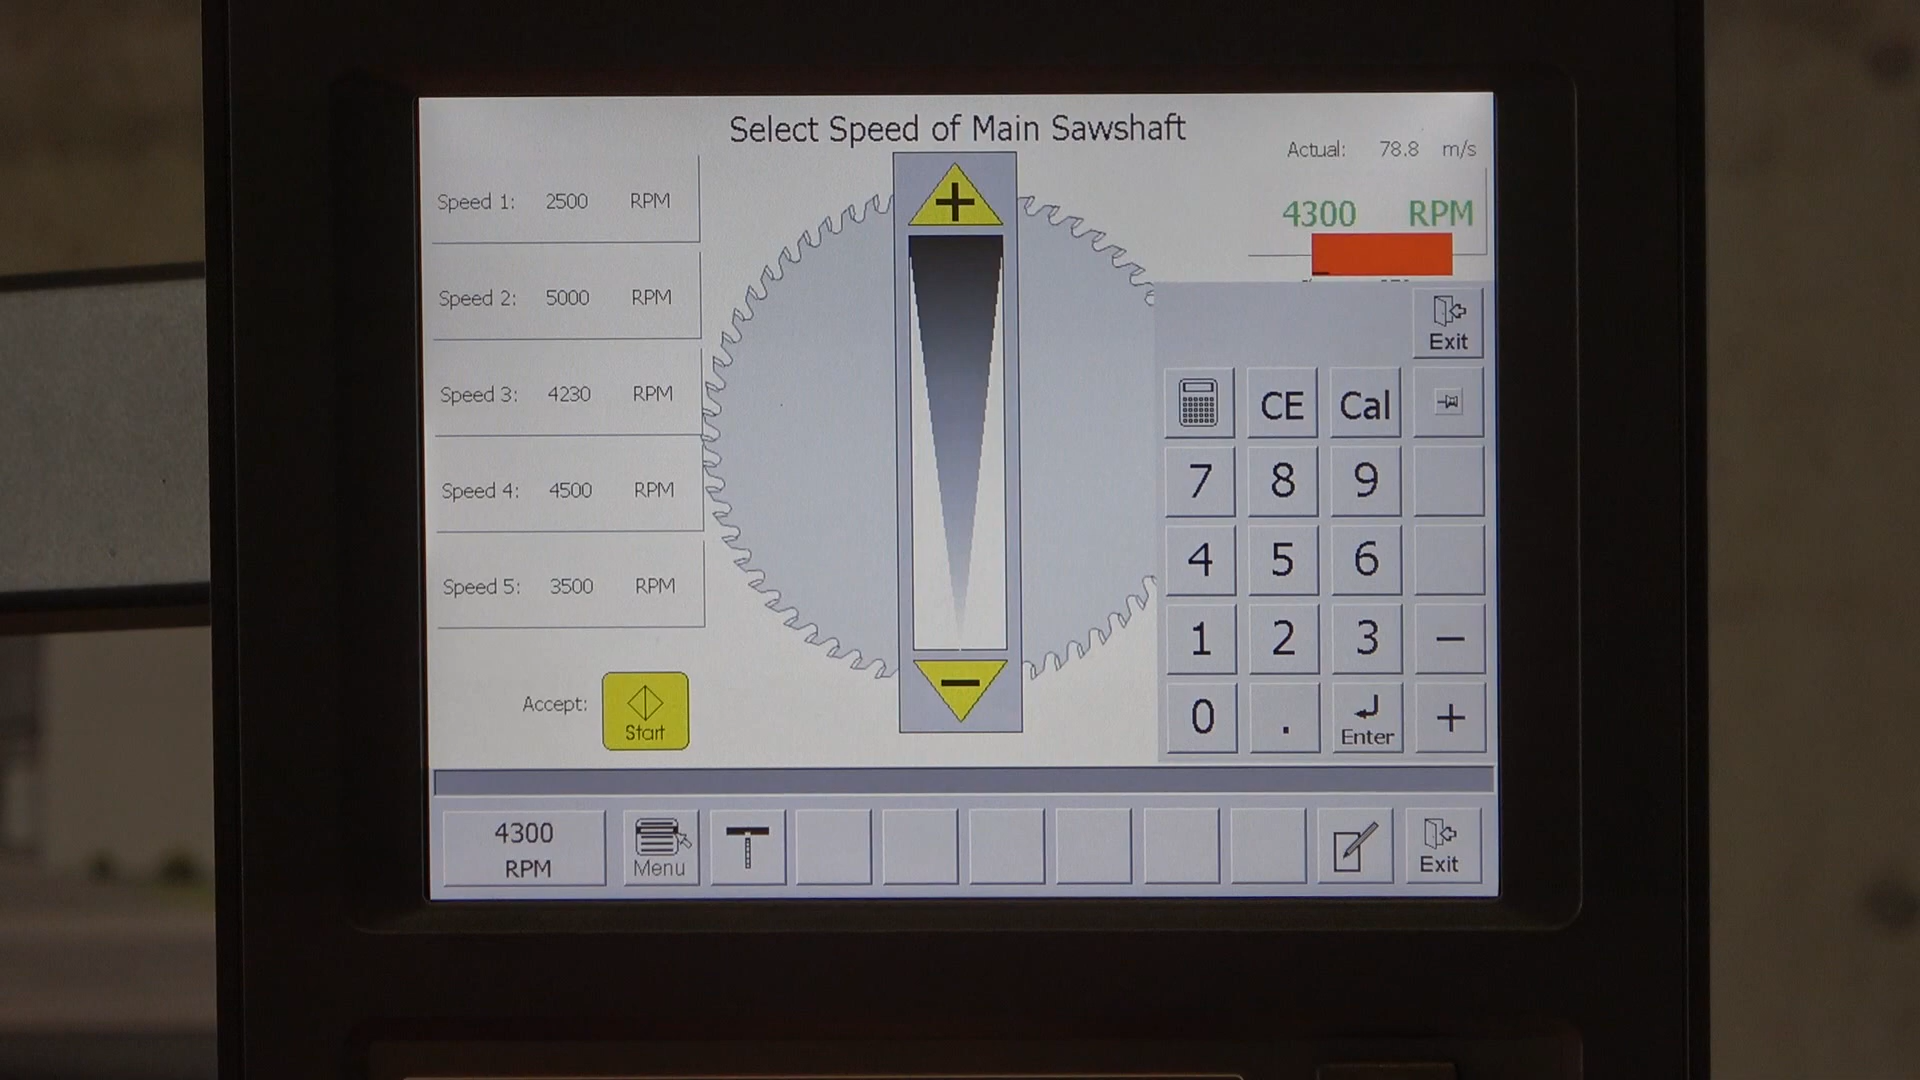 Select Speed of Main Sawshaft
Actual: 78.8 m/s
4300 RPM
Speed 1: 2500 RPM
Speed 2: 5000 RPM
Speed 3: 4230 RPM
Speed 4: 4500 RPM
Speed 5: 3500 RPM
Accept: Start
+
−
Exit
CE Cal
7 8 9
4 5 6
1 2 3 −
0 . Enter +
4300
RPM
Menu
Exit